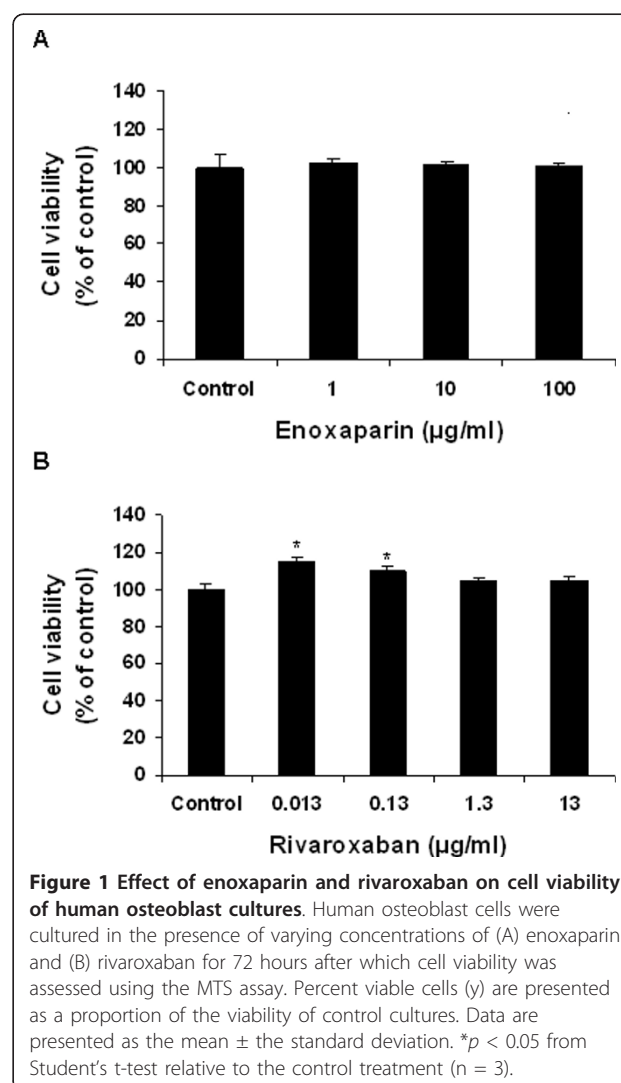 A
140
120
100
80
60
40
20
0
Cell viability
(% of control)
Control 1 10 100
Enoxaparin (µg/ml)
B
140
120
100
80
60
40
20
0
Cell viability
(% of control)
* *
Control 0.013 0.13 1.3 13
Rivaroxaban (µg/ml)
Figure 1 Effect of enoxaparin and rivaroxaban on cell viability
of human osteoblast cultures. Human osteoblast cells were
cultured in the presence of varying concentrations of (A) enoxaparin
and (B) rivaroxaban for 72 hours after which cell viability was
assessed using the MTS assay. Percent viable cells (y) are presented
as a proportion of the viability of control cultures. Data are
presented as the mean ± the standard deviation. *p < 0.05 from
Student's t-test relative to the control treatment (n = 3).